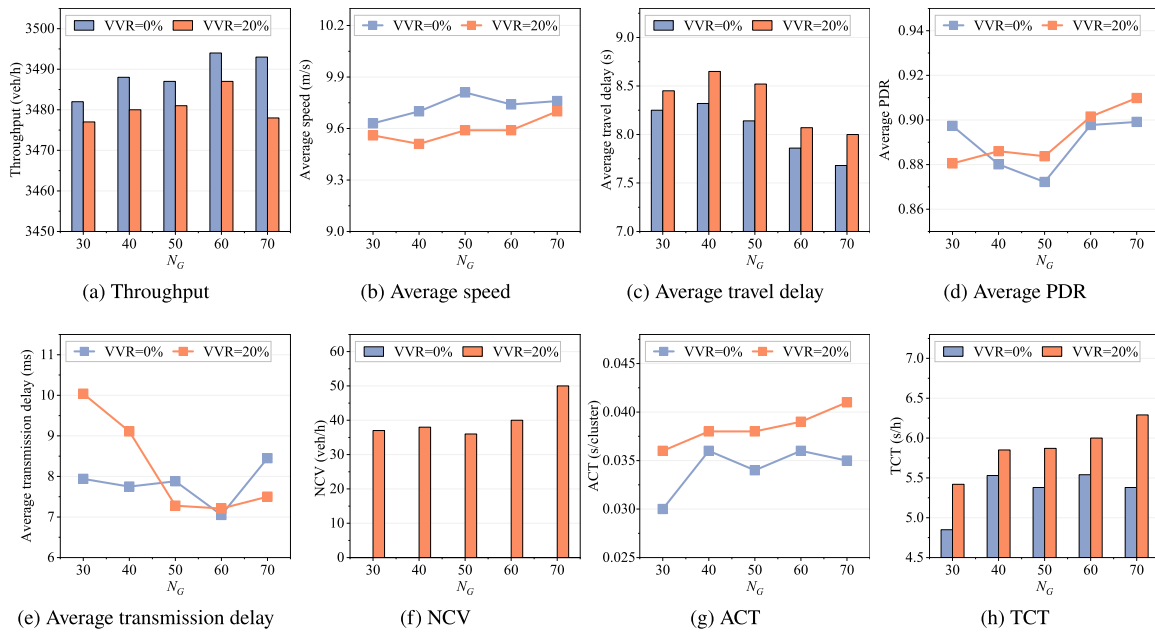 VVR=0% VVR=20%
Throughput (veh/h)
3500
3490
3480
3470
3460
3450
30 40 50 60 70
N_G
(a) Throughput
VVR=0% VVR=20%
Average speed (m/s)
10.2
9.9
9.6
9.3
9.0
30 40 50 60 70
N_G
(b) Average speed
VVR=0% VVR=20%
Average travel delay (s)
9.0
8.5
8.0
7.5
7.0
30 40 50 60 70
N_G
(c) Average travel delay
VVR=0% VVR=20%
Average PDR
0.94
0.92
0.90
0.88
0.86
30 40 50 60 70
N_G
(d) Average PDR
VVR=0% VVR=20%
Average transmission delay (ms)
11
10
9
8
7
6
30 40 50 60 70
N_G
(e) Average transmission delay
VVR=0% VVR=20%
NCV (veh/h)
60
50
40
30
20
10
0
30 40 50 60 70
N_G
(f) NCV
VVR=0% VVR=20%
ACT (s/cluster)
0.045
0.040
0.035
0.030
0.025
30 40 50 60 70
N_G
(g) ACT
VVR=0% VVR=20%
TCT (s/h)
7.0
6.5
6.0
5.5
5.0
4.5
30 40 50 60 70
N_G
(h) TCT